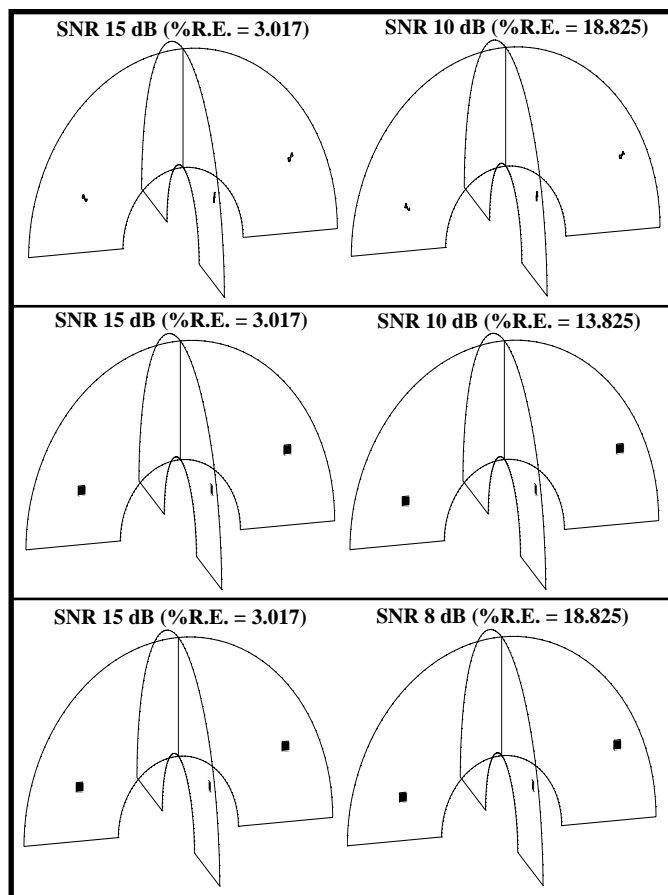 SNR 15 dB (%R.E. = 3.017)
SNR 10 dB (%R.E. = 18.825)
SNR 15 dB (%R.E. = 3.017)
SNR 10 dB (%R.E. = 13.825)
SNR 15 dB (%R.E. = 3.017)
SNR 8 dB (%R.E. = 18.825)